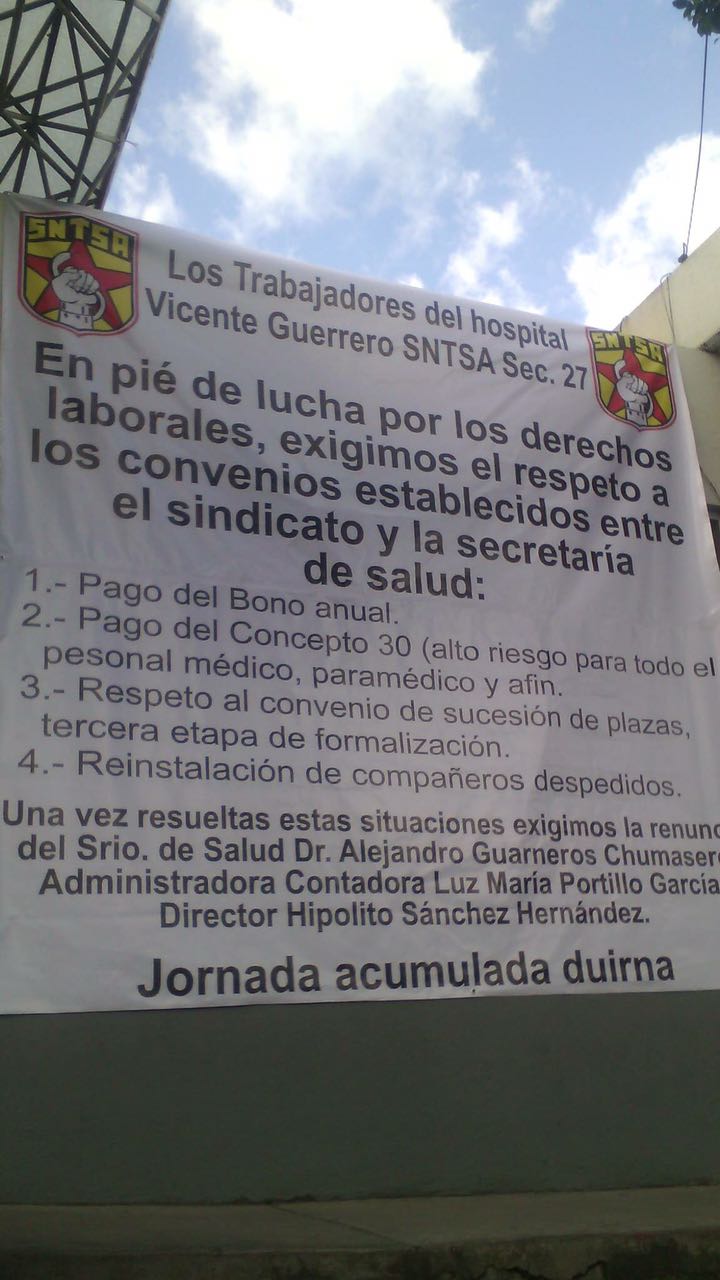 SNTSA
Los Trabajadores del hospital
Vicente Guerrero SNTSA Sec. 27
SNTSA
En pié de lucha por los derechos
laborales, exigimos el respeto a
los convenios establecidos entre
el sindicato y la secretaría
de salud:
1.- Pago del Bono anual.
2.- Pago del Concepto 30 (alto riesgo para todo el
pesonal médico, paramédico y afin.
3.- Respeto al convenio de sucesión de plazas,
tercera etapa de formalización.
4.- Reinstalación de compañeros despedidos.
Una vez resueltas estas situaciones exigimos la renunc
del Srio. de Salud Dr. Alejandro Guarneros Chumaser
Administradora Contadora Luz María Portillo García
Director Hipolito Sánchez Hernández.
Jornada acumulada duirna